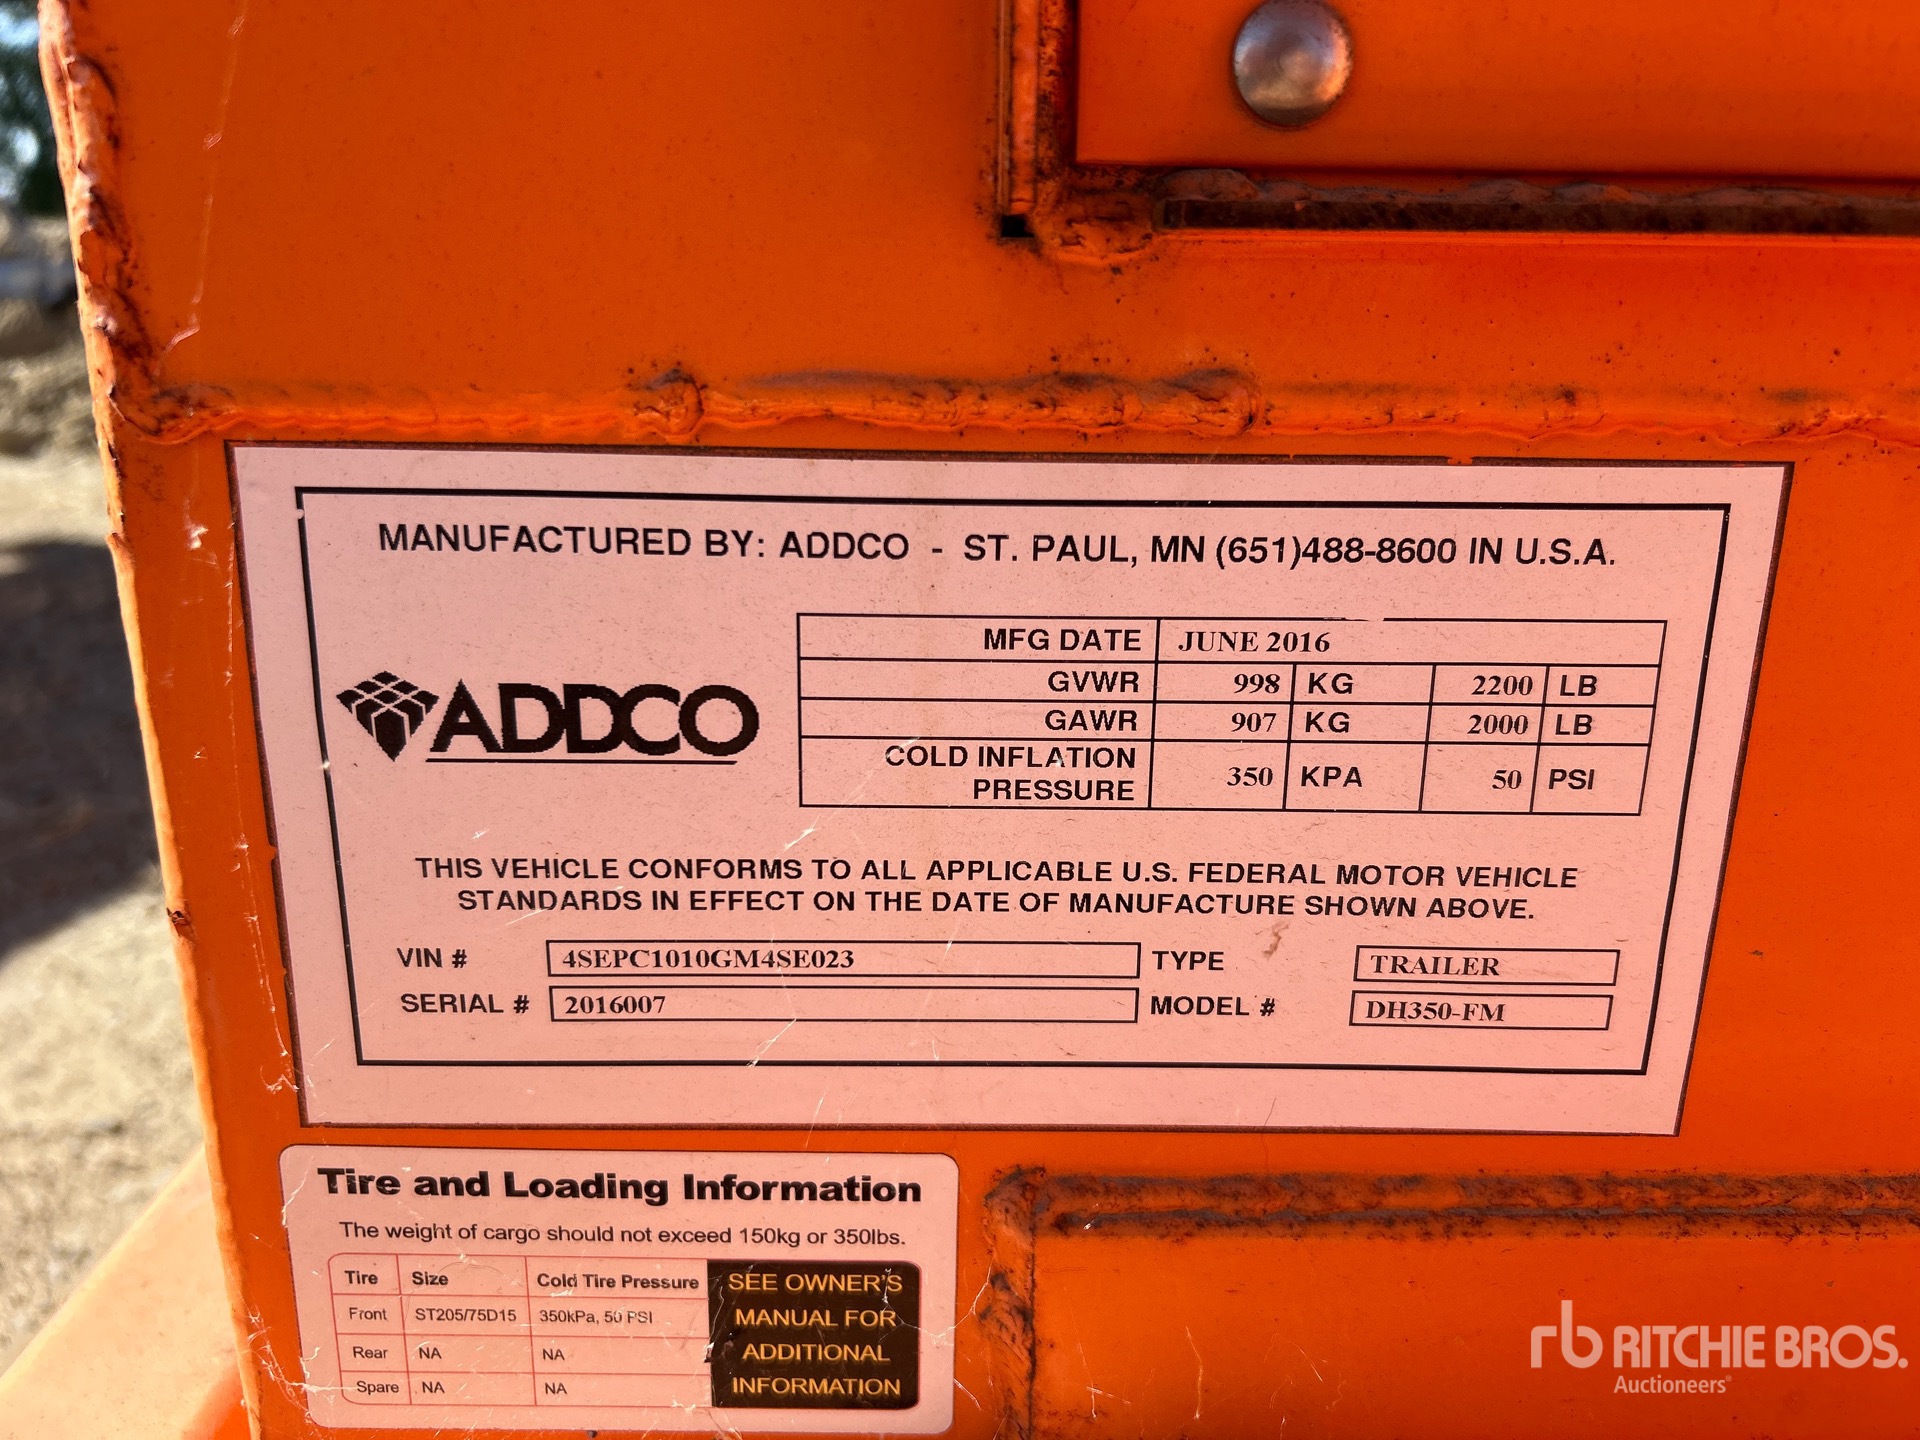 MANUFACTURED BY: ADDCO - ST. PAUL, MN (651)488-8600 IN U.S.A.
ADDCO
MFG DATE JUNE 2016
GVWR 998 KG 2200 LB
GAWR 907 KG 2000 LB
COLD INFLATION
PRESSURE 350 KPA 50 PSI
THIS VEHICLE CONFORMS TO ALL APPLICABLE U.S. FEDERAL MOTOR VEHICLE
STANDARDS IN EFFECT ON THE DATE OF MANUFACTURE SHOWN ABOVE.
VIN # 4SEPC1010GM4SE023 TYPE TRAILER
SERIAL # 2016007 MODEL # DH350-FM
Tire and Loading Information
The weight of cargo should not exceed 150kg or 350lbs.
Tire Size Cold Tire Pressure
Front ST205/75D15 350kPa, 50 PSI
Rear NA NA
Spare NA NA
SEE OWNER'S
MANUAL FOR
ADDITIONAL
INFORMATION
rb RITCHIE BROS.
Auctioneers